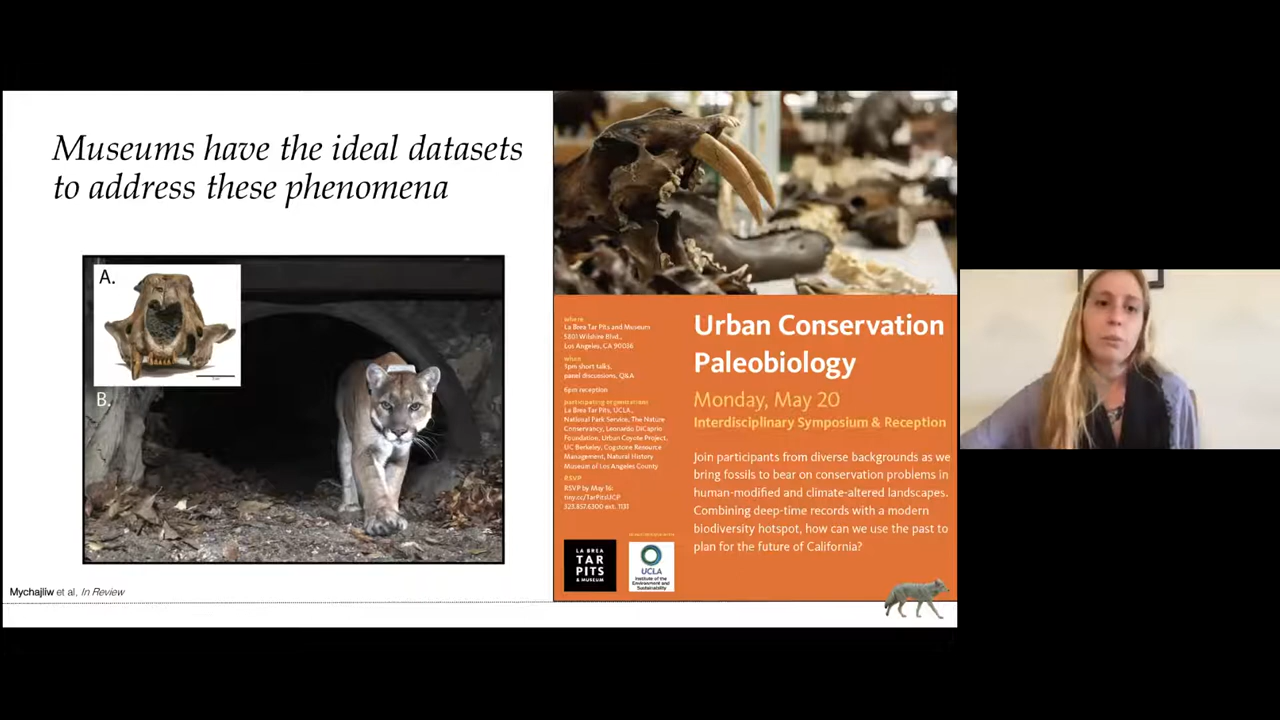 Museums have the ideal datasets
to address these phenomena
A.
B.
Mychajliw et al, In Review
where
La Brea Tar Pits and Museum
5801 Wilshire Blvd.,
Los Angeles, CA 90036
when
panel discussions, Q&A
6pm reception
participating organizations
La Brea Tar Pits, UCLA,
National Park Service, The Nature
Conservancy, Leonardo DiCaprio
Foundation, Urban Coyote Project,
UC Berkeley, Cogstone Resource
Management, Natural History
Museum of Los Angeles County
RSVP
RSVP by May 16:
tiny.cc/TarPitsUCP
323.857.6300 ext. 1131
LA BREA
TAR
PITS
& MUSEUM
UCLA
Institute of the
Environment and
Sustainability
Urban Conservation
Paleobiology
Monday, May 20
Interdisciplinary Symposium & Reception
Join participants from diverse backgrounds as we
bring fossils to bear on conservation problems in
human-modified and climate-altered landscapes.
Combining deep-time records with a modern
biodiversity hotspot, how can we use the past to
plan for the future of California?